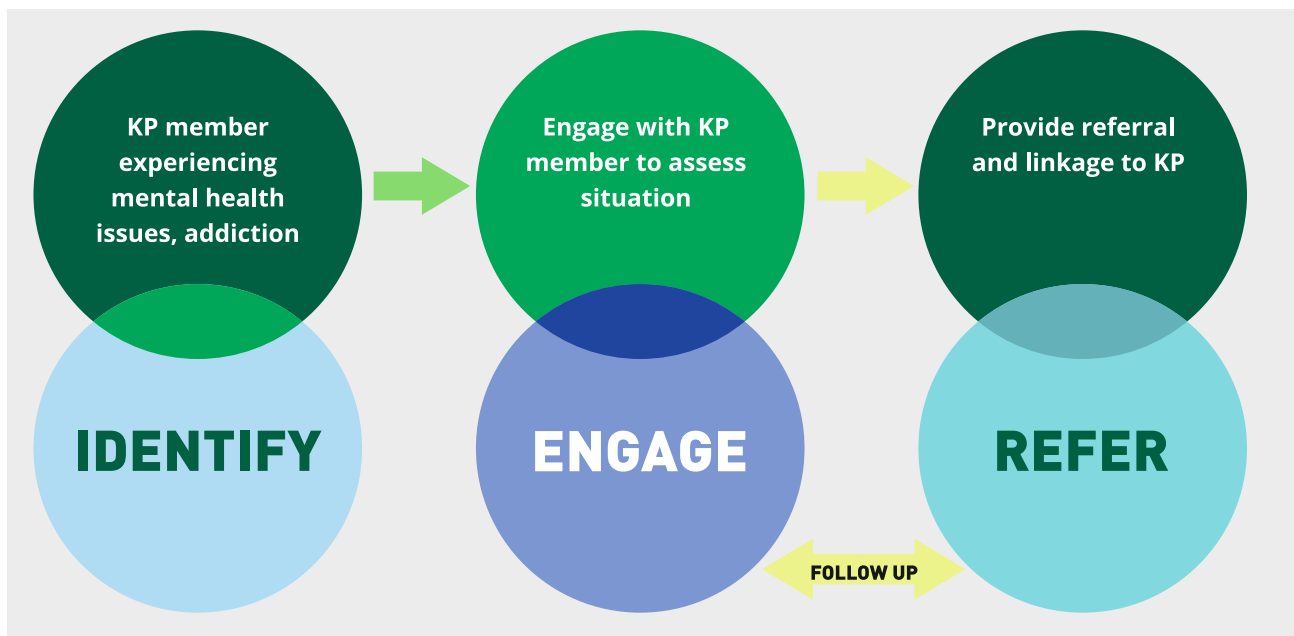 KP member
experiencing
mental health
issues, addiction
IDENTIFY
Engage with KP
member to assess
situation
ENGAGE
Provide referral
and linkage to KP
REFER
FOLLOW UP